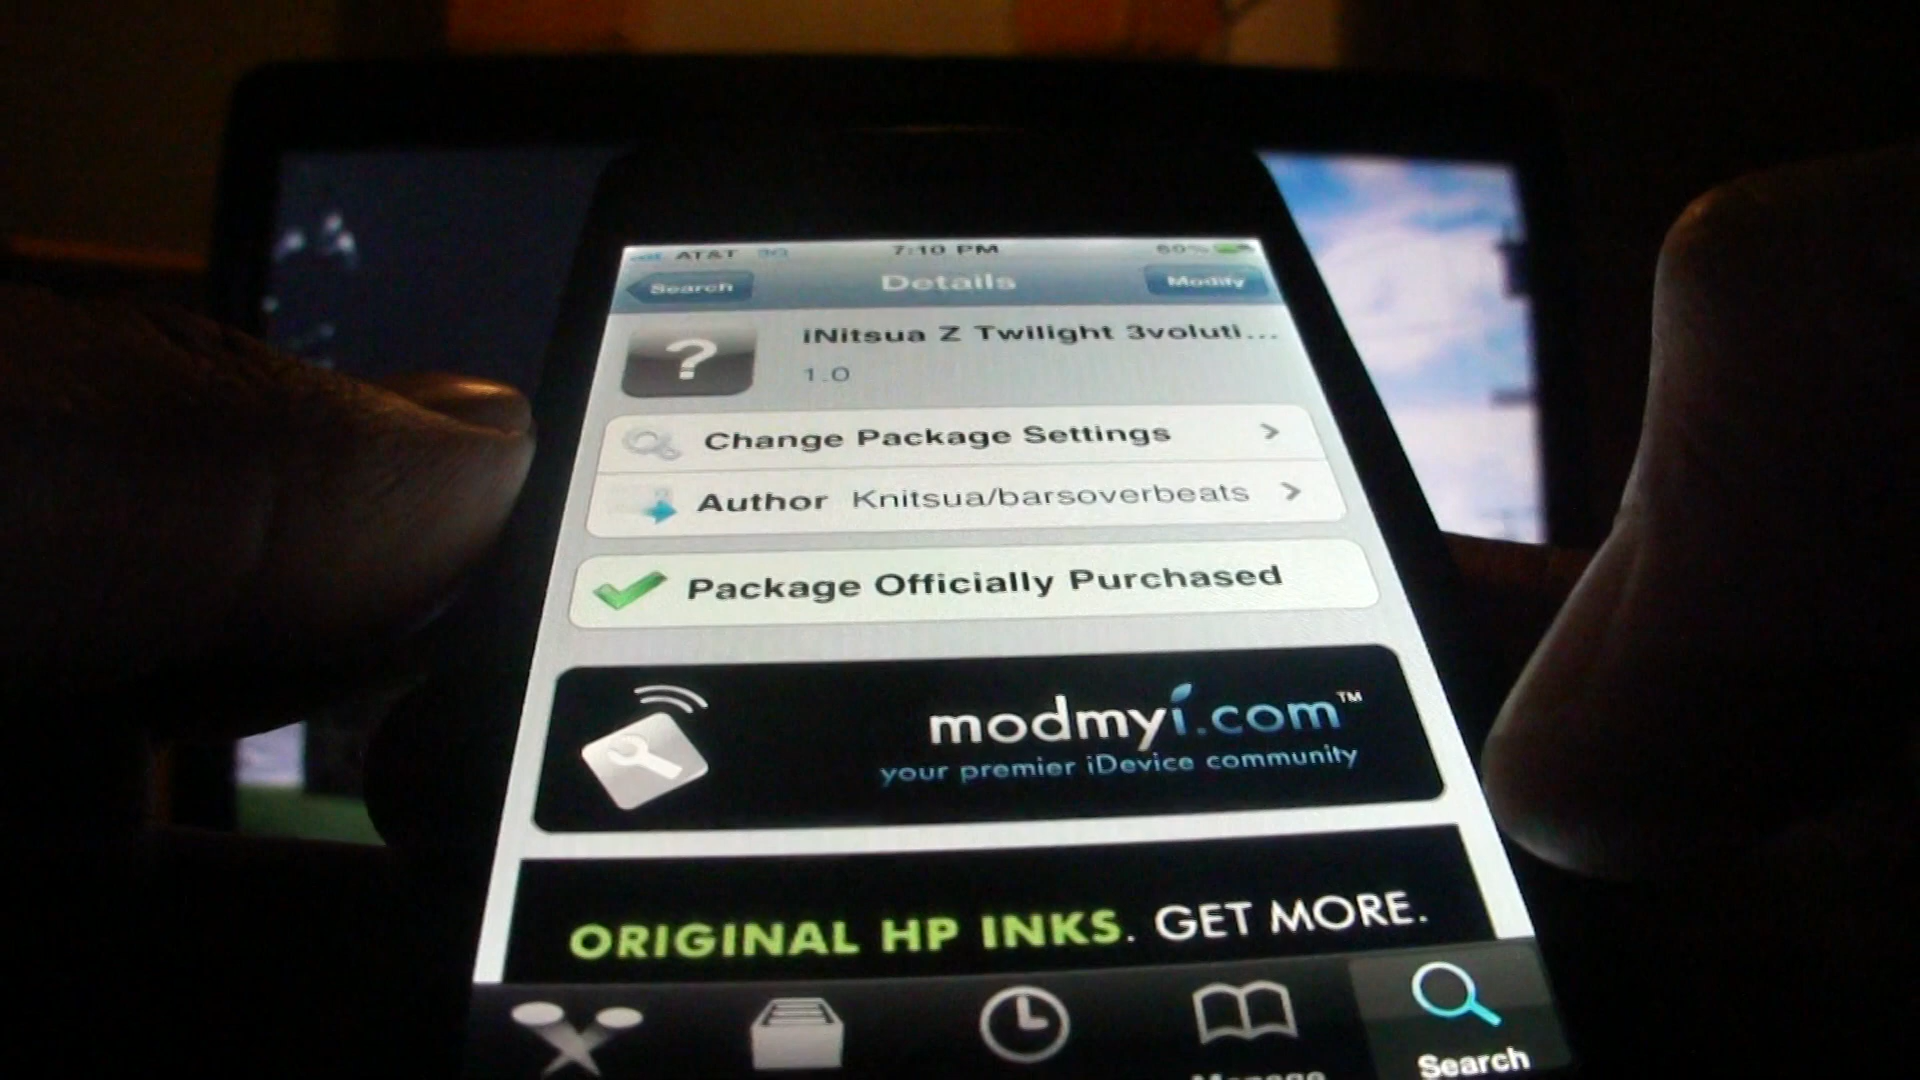 AT&T 3G 7:10 PM
Search Details Modify
iNitsua Z Twilight 3voluti...
1.0
Change Package Settings
Author Knitsua/barsoverbeats
Package Officially Purchased
modmyi.com™
your premier iDevice community
ORIGINAL HP INKS. GET MORE.
Manage
Search